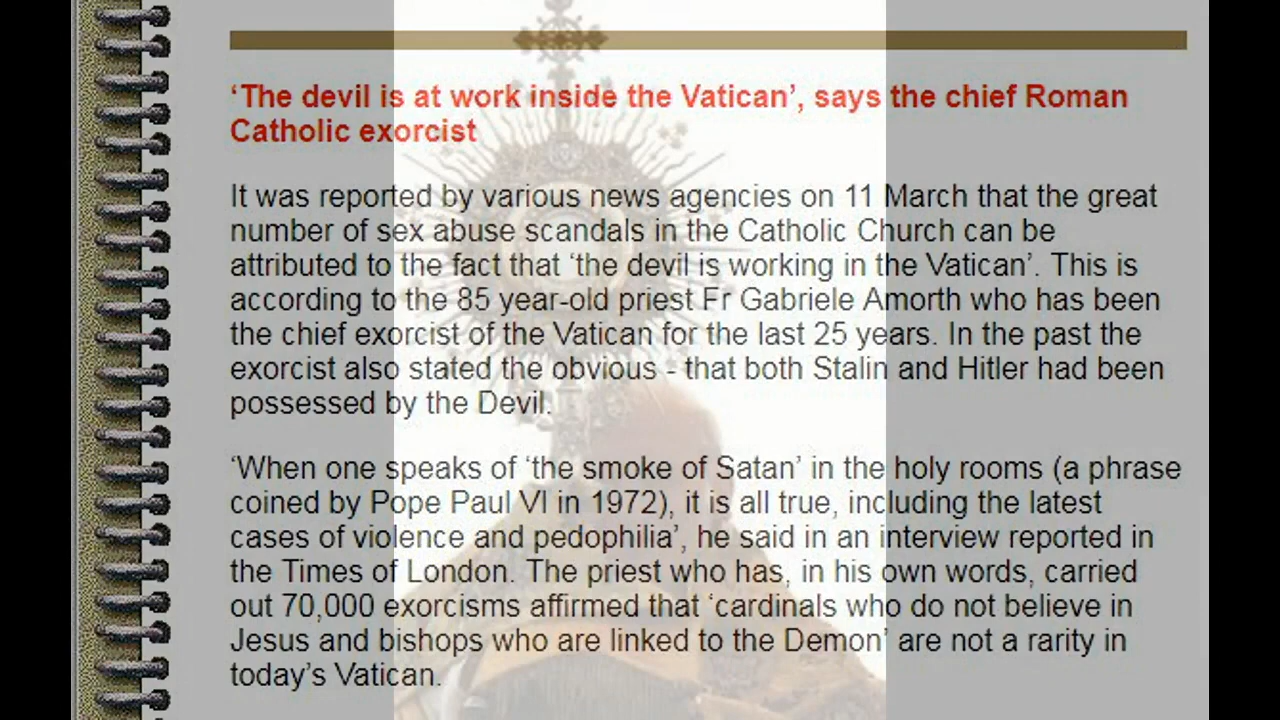 ‘The devil is at work inside the Vatican’, says the chief Roman
Catholic exorcist
It was reported by various news agencies on 11 March that the great
number of sex abuse scandals in the Catholic Church can be
attributed to the fact that ‘the devil is working in the Vatican’. This is
according to the 85 year-old priest Fr Gabriele Amorth who has been
the chief exorcist of the Vatican for the last 25 years. In the past the
exorcist also stated the obvious - that both Stalin and Hitler had been
possessed by the Devil.
‘When one speaks of ‘the smoke of Satan’ in the holy rooms (a phrase
coined by Pope Paul VI in 1972), it is all true, including the latest
cases of violence and pedophilia’, he said in an interview reported in
the Times of London. The priest who has, in his own words, carried
out 70,000 exorcisms affirmed that ‘cardinals who do not believe in
Jesus and bishops who are linked to the Demon’ are not a rarity in
today’s Vatican.